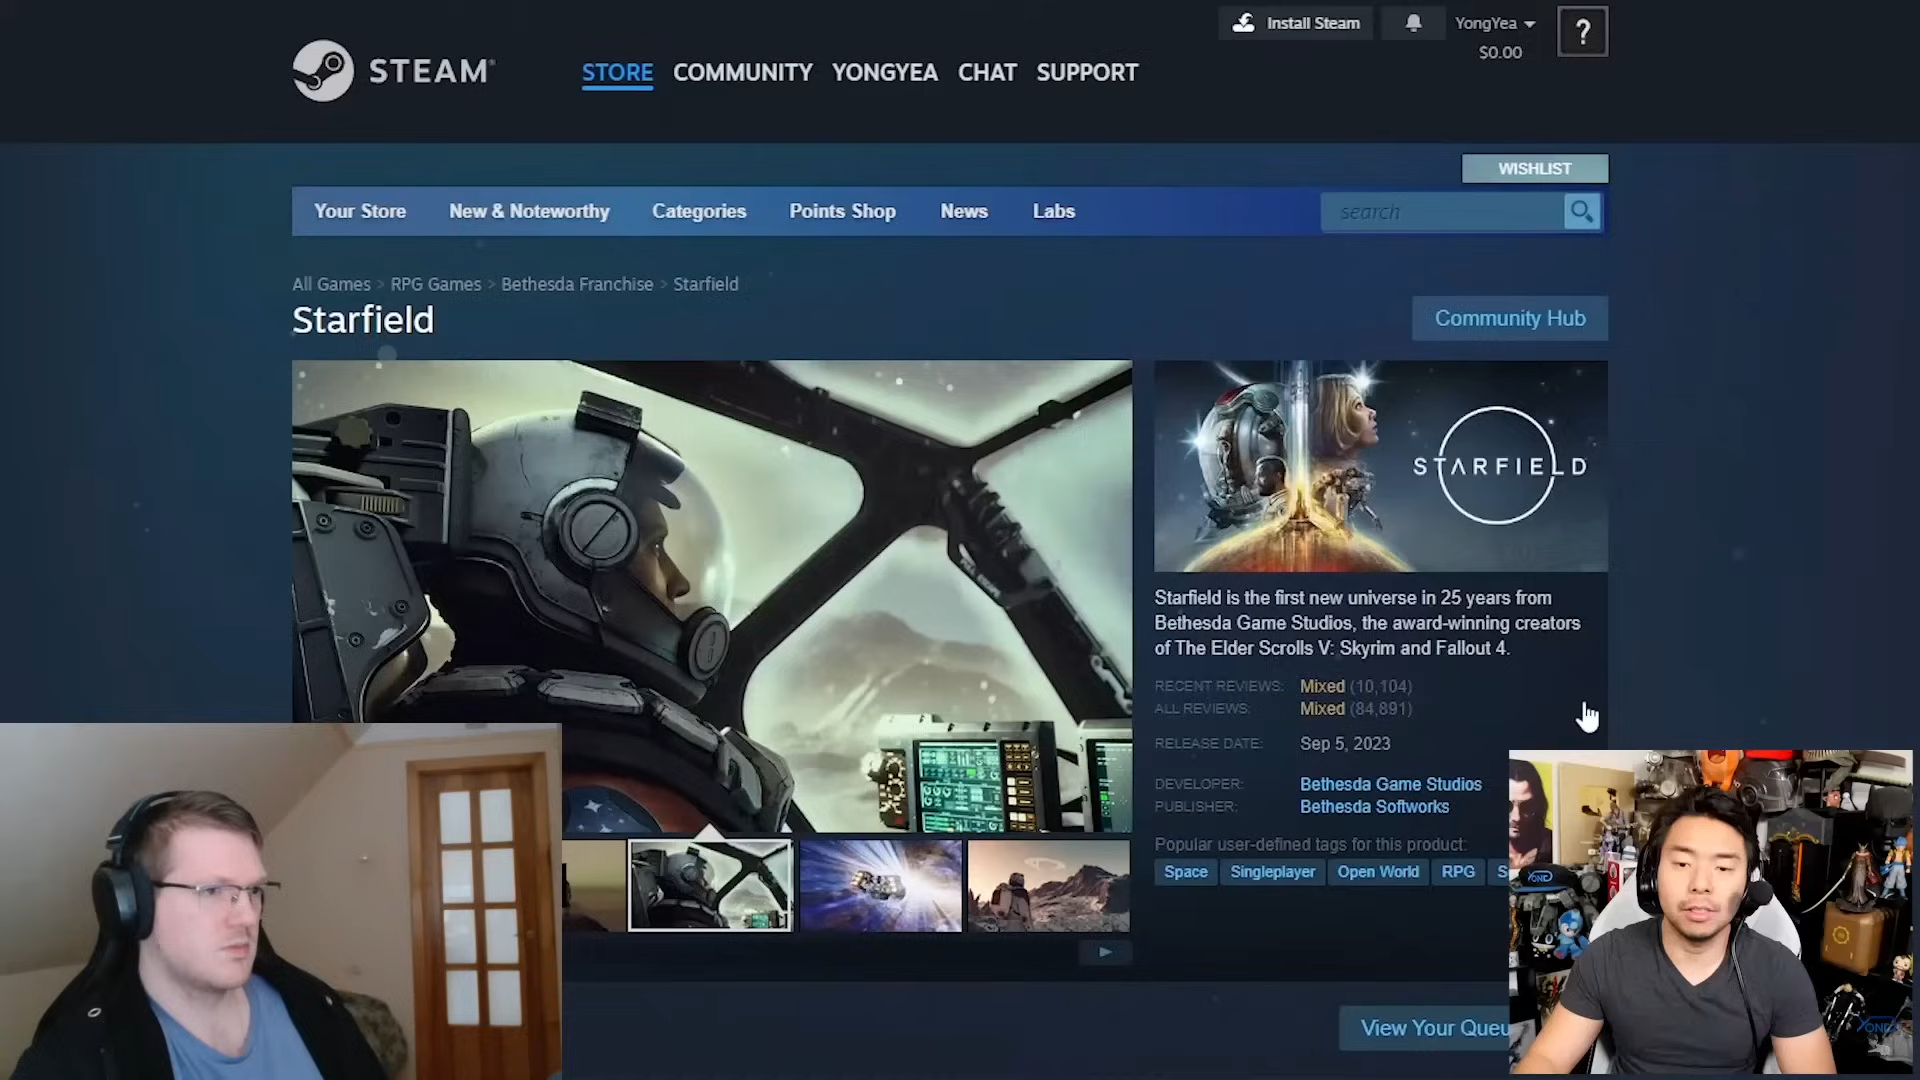 Install Steam
YongYea
$0.00
?
STEAM®
STORE COMMUNITY YONGYEA CHAT SUPPORT
WISHLIST
Your Store New & Noteworthy Categories Points Shop News Labs
search
All Games > RPG Games > Bethesda Franchise > Starfield
Starfield
Community Hub
STARFIELD
Starfield is the first new universe in 25 years from
Bethesda Game Studios, the award-winning creators
of The Elder Scrolls V: Skyrim and Fallout 4.
RECENT REVIEWS: Mixed (10,104)
ALL REVIEWS: Mixed (84,891)
RELEASE DATE: Sep 5, 2023
DEVELOPER: Bethesda Game Studios
PUBLISHER: Bethesda Softworks
Popular user-defined tags for this product:
Space Singleplayer Open World RPG S
View Your Queu